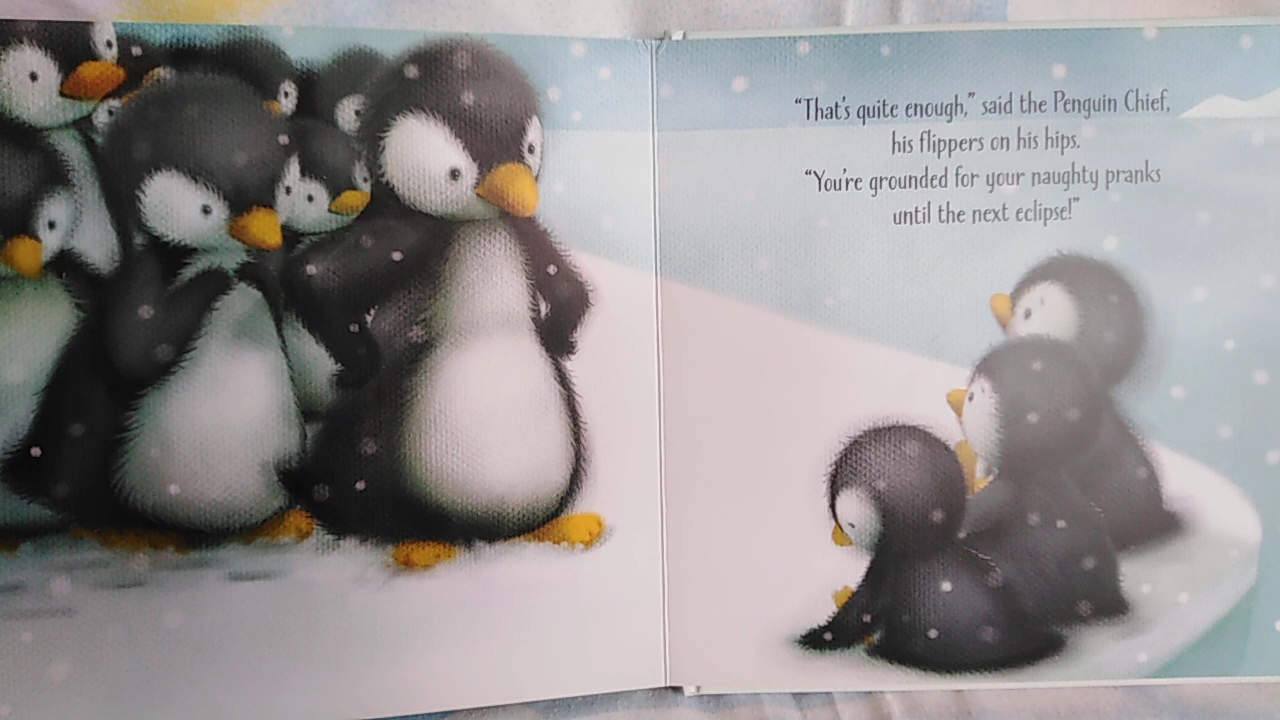 “That’s quite enough,” said the Penguin Chief,
his flippers on his hips.
“You’re grounded for your naughty pranks
until the next eclipse!”